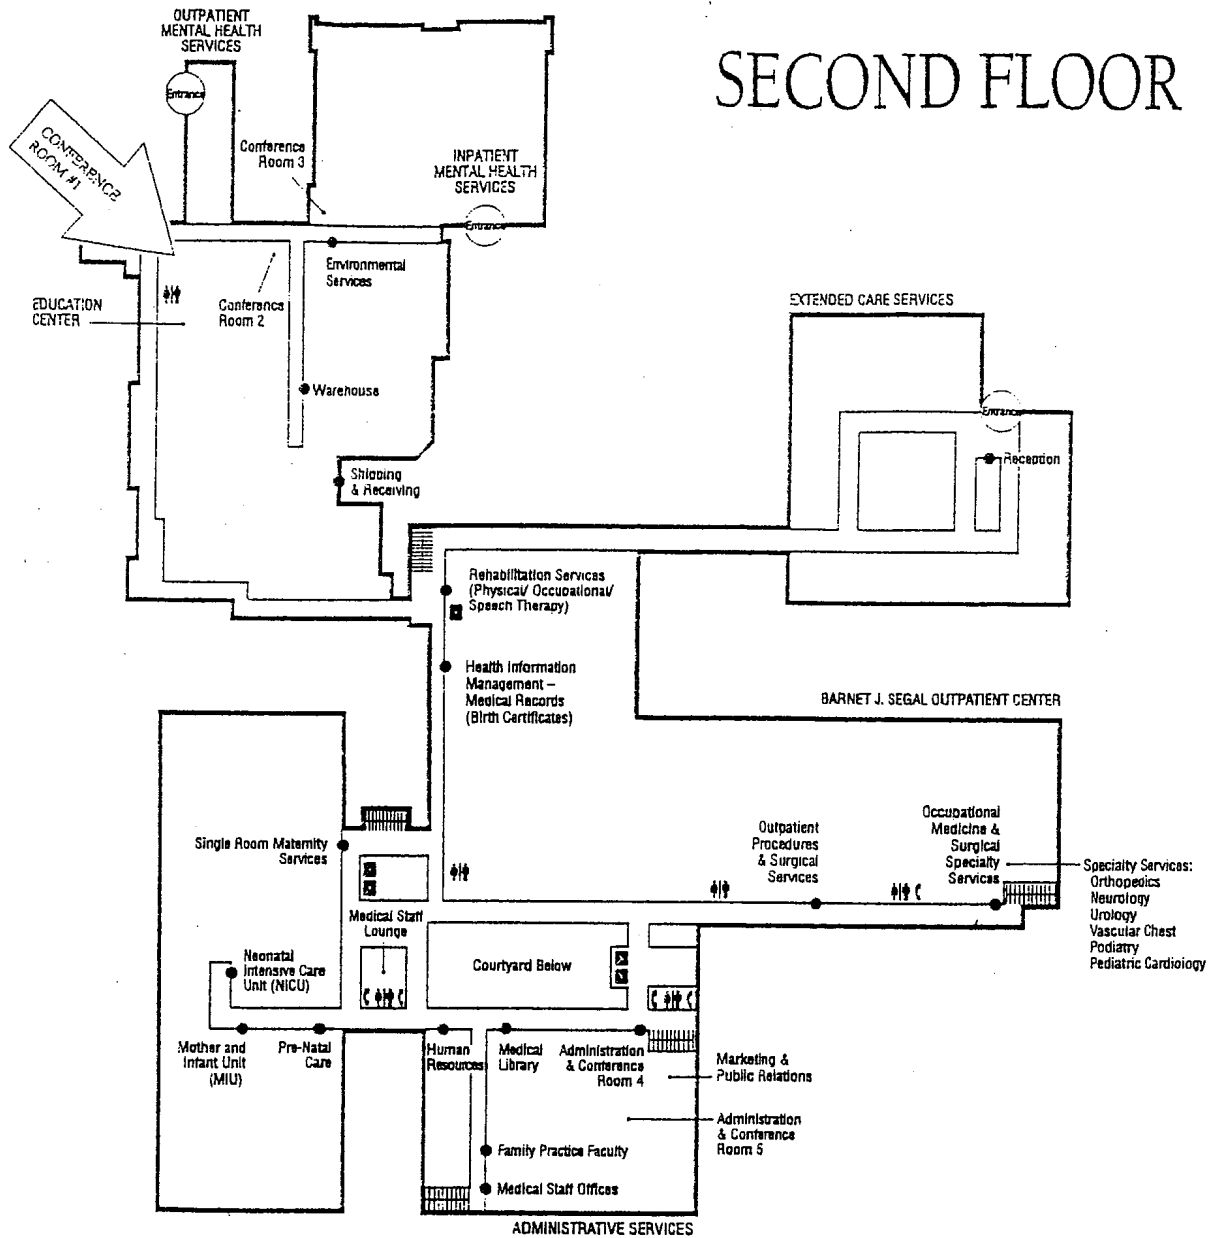 OUTPATIENT
MENTAL HEALTH
SERVICES
SECOND FLOOR
Entrance
CONFERENCE
ROOM #1
Conference
Room 3
INPATIENT
MENTAL HEALTH
SERVICES
Entrance
Environmental
Services
EDUCATION
CENTER
Conference
Room 2
EXTENDED CARE SERVICES
Warehouse
Entrance
Reception
Shipping
& Receiving
Rehabilitation Services
(Physical/ Occupational/
Speech Therapy)
Health Information
Management –
Medical Records
(Birth Certificates)
BARNET J. SEGAL OUTPATIENT CENTER
Single Room Maternity
Services
Outpatient
Procedures
& Surgical
Services
Occupational
Medicine &
Surgical
Specialty
Services
Specialty Services:
Orthopedics
Neurology
Urology
Vascular Chest
Podiatry
Pediatric Cardiology
Medical Staff
Lounge
Neonatal
Intensive Care
Unit (NICU)
Courtyard Below
Mother and
Infant Unit
(MIU)
Pre-Natal
Care
Human
Resources
Medical
Library
Administration
& Conference
Room 4
Marketing &
Public Relations
Administration
& Conference
Room 5
Family Practice Faculty
Medical Staff Offices
ADMINISTRATIVE SERVICES